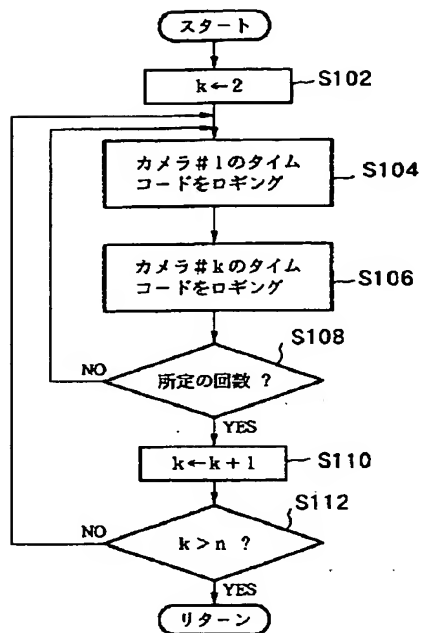 スタート
k←2
S102
カメラ#1のタイム
コードをロギング
S104
カメラ#kのタイム
コードをロギング
S106
S108
所定の回数 ?
NO
YES
k←k+1
S110
S112
k>n ?
NO
YES
リターン